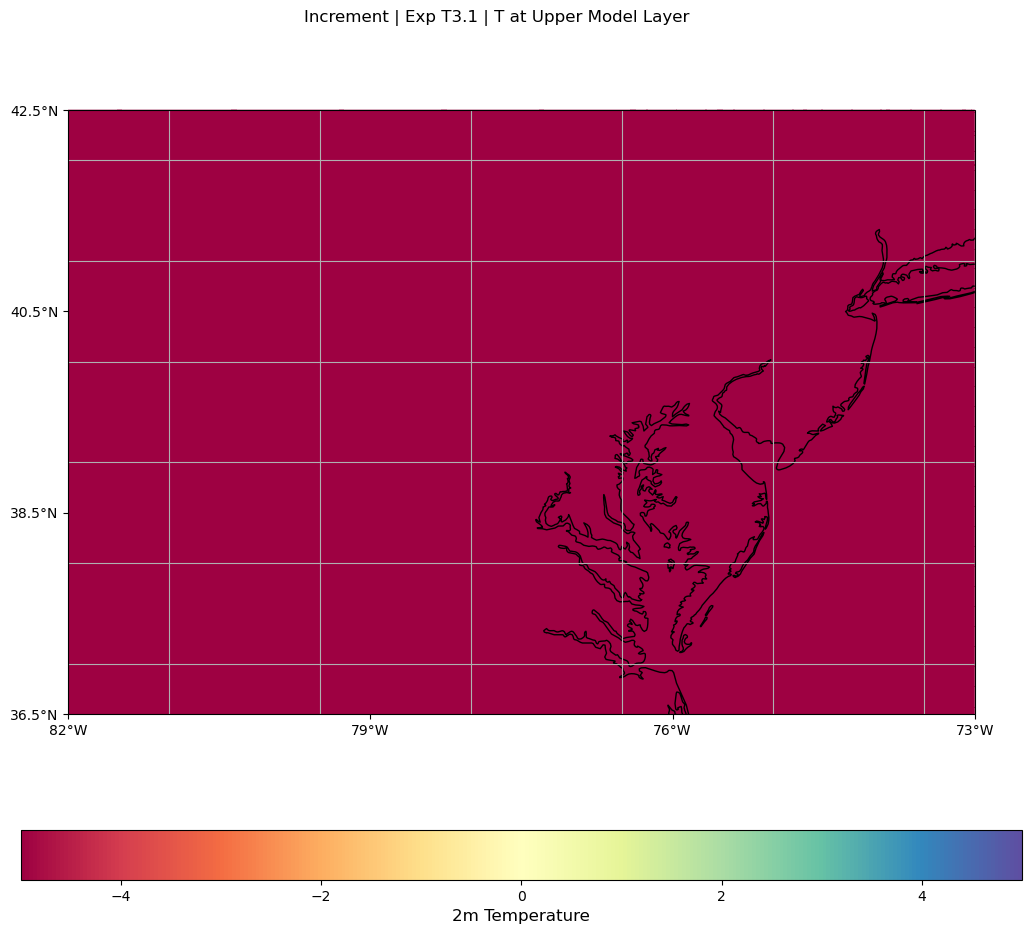 Increment | Exp T3.1 | T at Upper Model Layer
42.5°N
40.5°N
38.5°N
36.5°N
82°W 79°W 76°W 73°W
−4 −2 0 2 4
2m Temperature